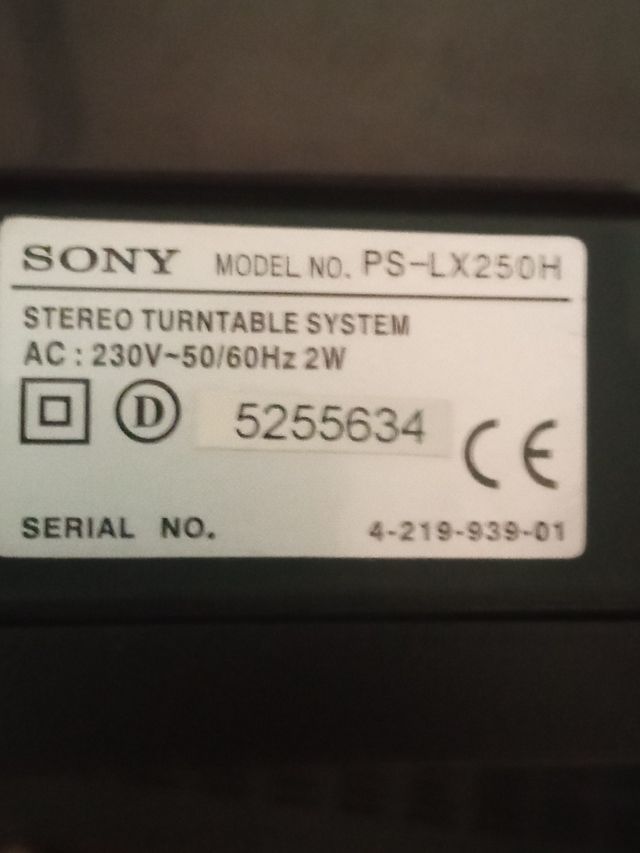 SONY MODEL NO. PS-LX250H
STEREO TURNTABLE SYSTEM
AC : 230V~50/60Hz 2W
D 5255634 CE
SERIAL NO. 4-219-939-01